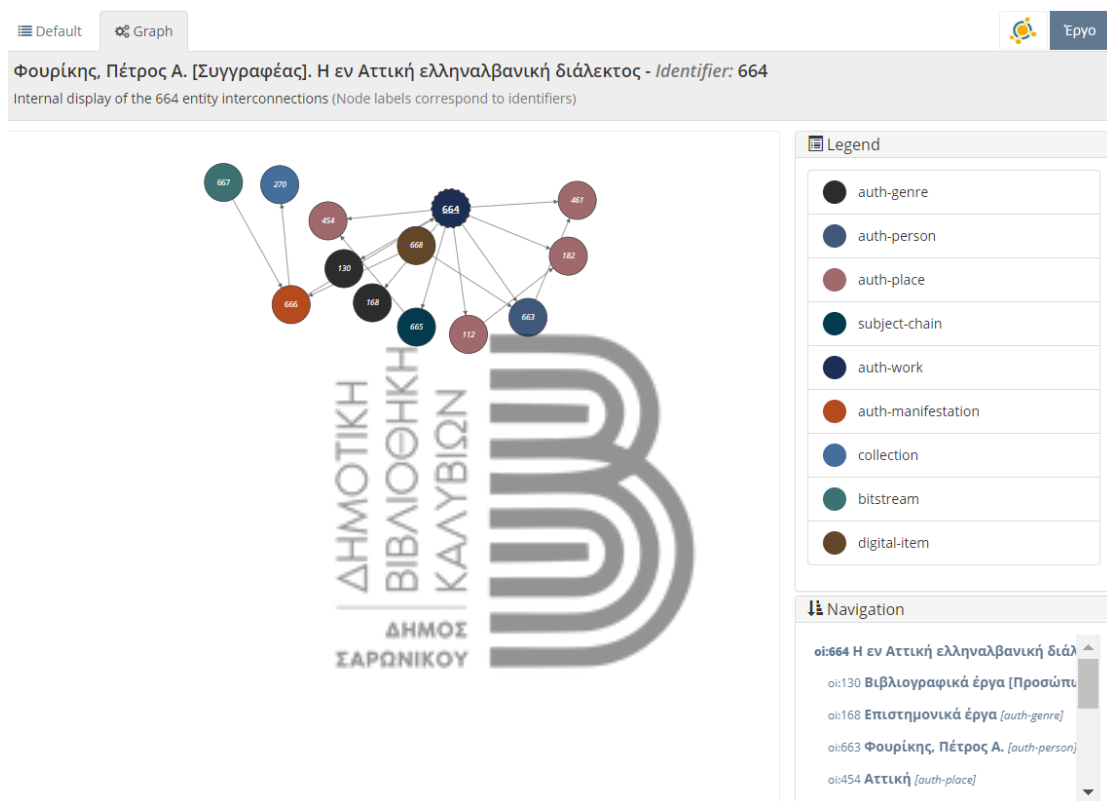 Default
Graph
Έργο
Φουρίκης, Πέτρος Α. [Συγγραφέας]. Η εν Αττική ελληναλβανική διάλεκτος - Identifier: 664
Internal display of the 664 entity interconnections (Node labels correspond to identifiers)
667
270
454
664
461
668
130
182
666
168
665
112
663
ΔΗΜΟΤΙΚΗ
ΒΙΒΛΙΟΘΗΚΗ
ΚΑΛΥΒΙΩΝ
ΔΗΜΟΣ
ΣΑΡΩΝΙΚΟΥ
Legend
auth-genre
auth-person
auth-place
subject-chain
auth-work
auth-manifestation
collection
bitstream
digital-item
Navigation
oi:664 Η εν Αττική ελληναλβανική
oi:130 Βιβλιογραφικά έργα
oi:168 Επιστημονικά έργα [auth-genre]
oi:663 Φουρίκης, Πέτρος Α. [auth-person]
oi:454 Αττική [auth-place]